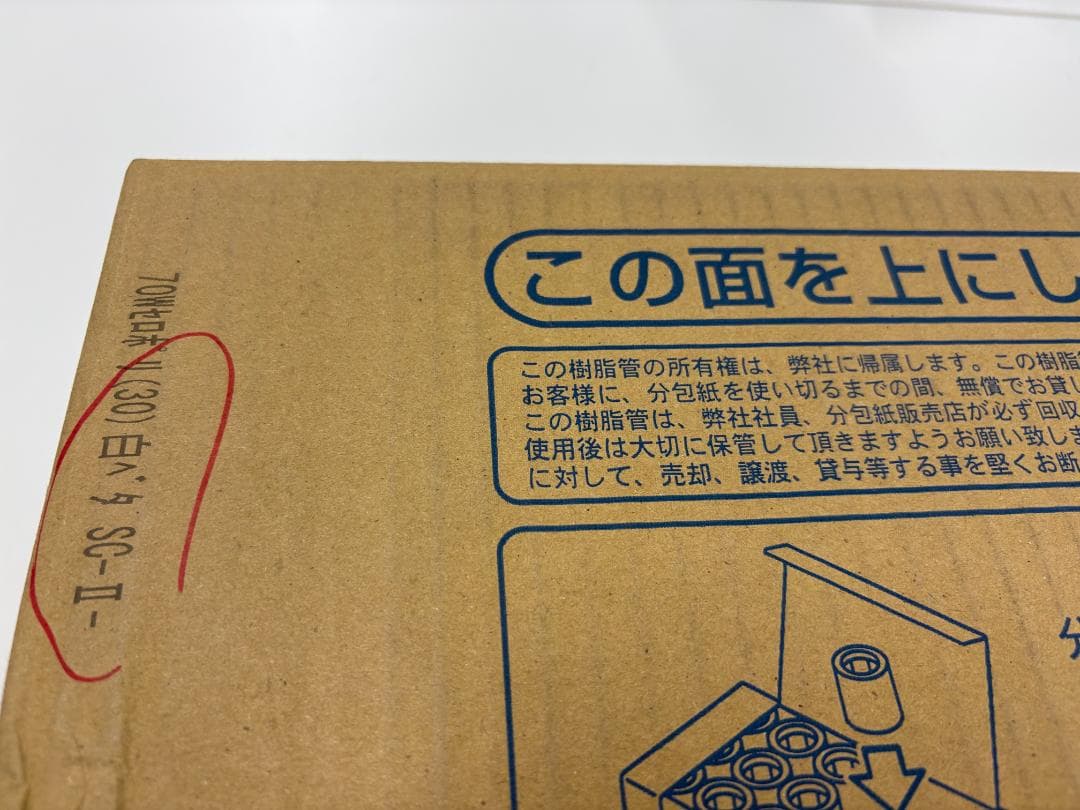 この面を上にし
この樹脂管の所有権は、弊社に帰属します。この樹脂
お客様に、分包紙を使い切るまでの間、無償でお貸し
この樹脂管は、弊社社員、分包紙販売店が必ず回収
使用後は大切に保管して頂きますようお願い致しま
に対して、売却、譲渡、貸与等する事を堅くお断
70Wセロポリ(30) 白ハタ SC-Ⅱ-